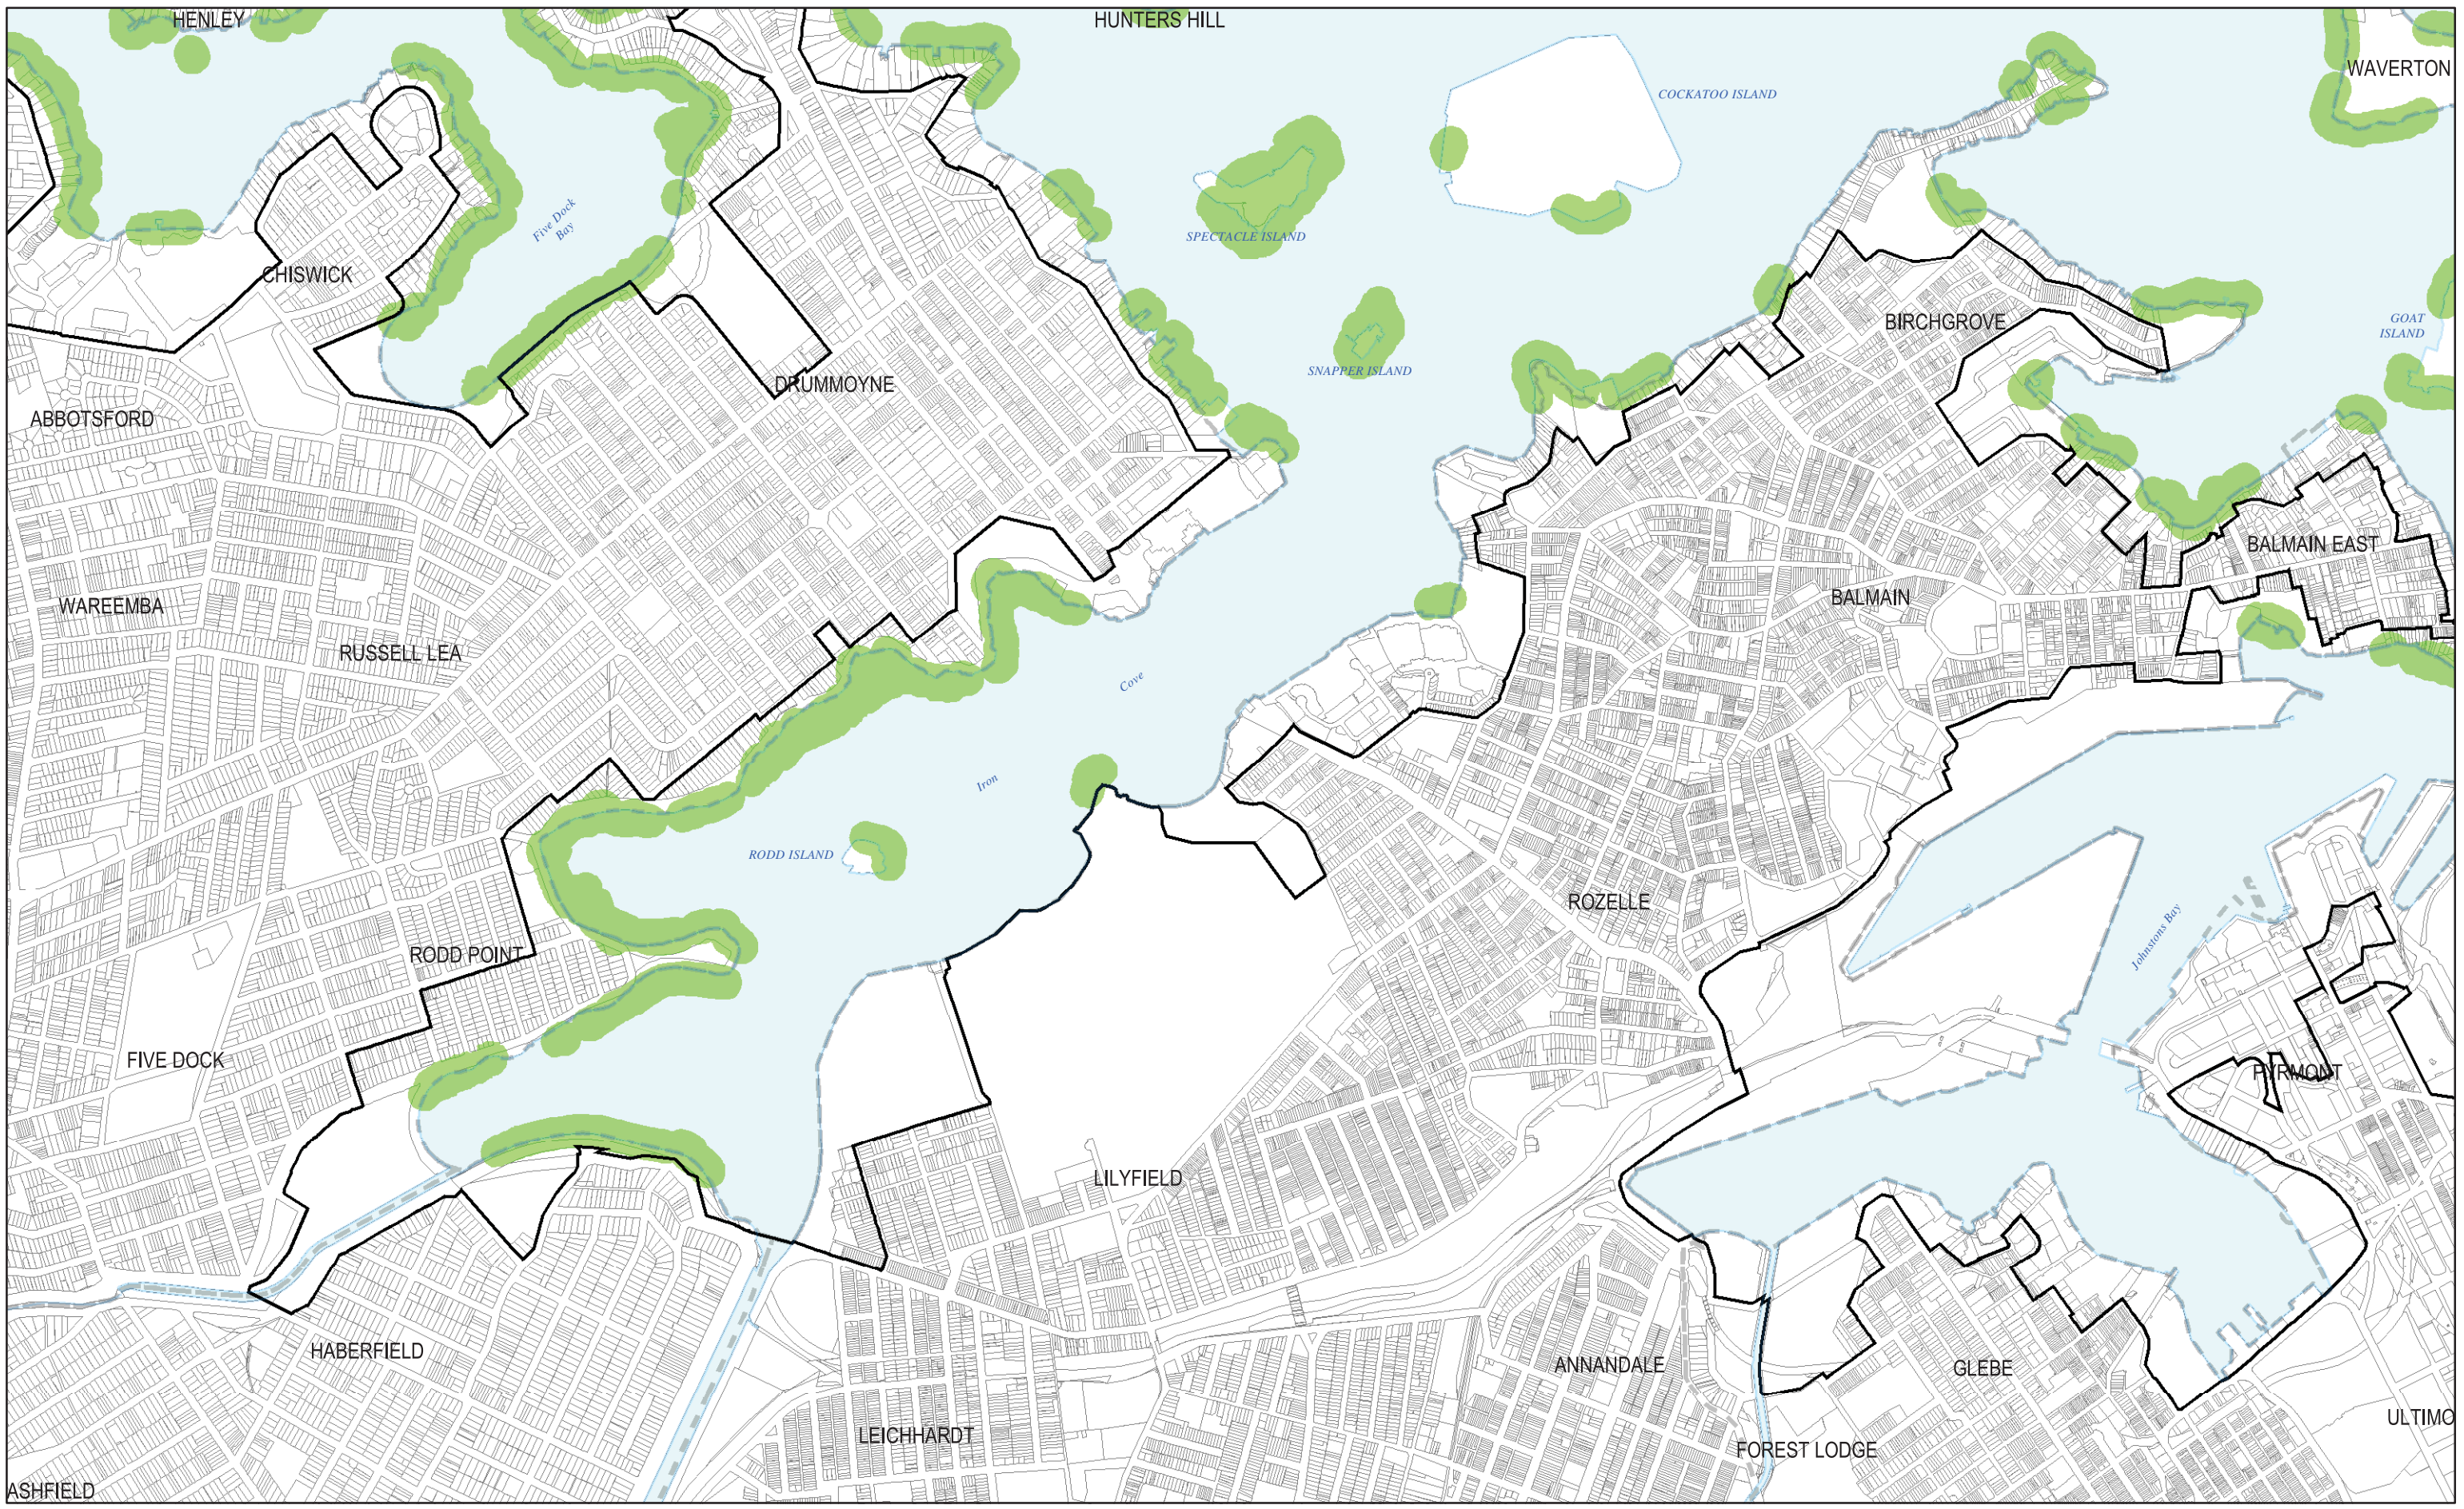 HENLEY
HUNTERS HILL
WAVERTON
COCKATOO ISLAND
Five Dock
Bay
SPECTACLE ISLAND
CHISWICK
BIRCHGROVE
GOAT
ISLAND
SNAPPER ISLAND
DRUMMOYNE
ABBOTSFORD
BALMAIN EAST
WAREEMBA
BALMAIN
RUSSELL LEA
Cove
Iron
RODD ISLAND
ROZELLE
Johnstons Bay
RODD POINT
FIVE DOCK
PYRMONT
LILYFIELD
HABERFIELD
ANNANDALE
GLEBE
ULTIMO
LEICHHARDT
FOREST LODGE
ASHFIELD